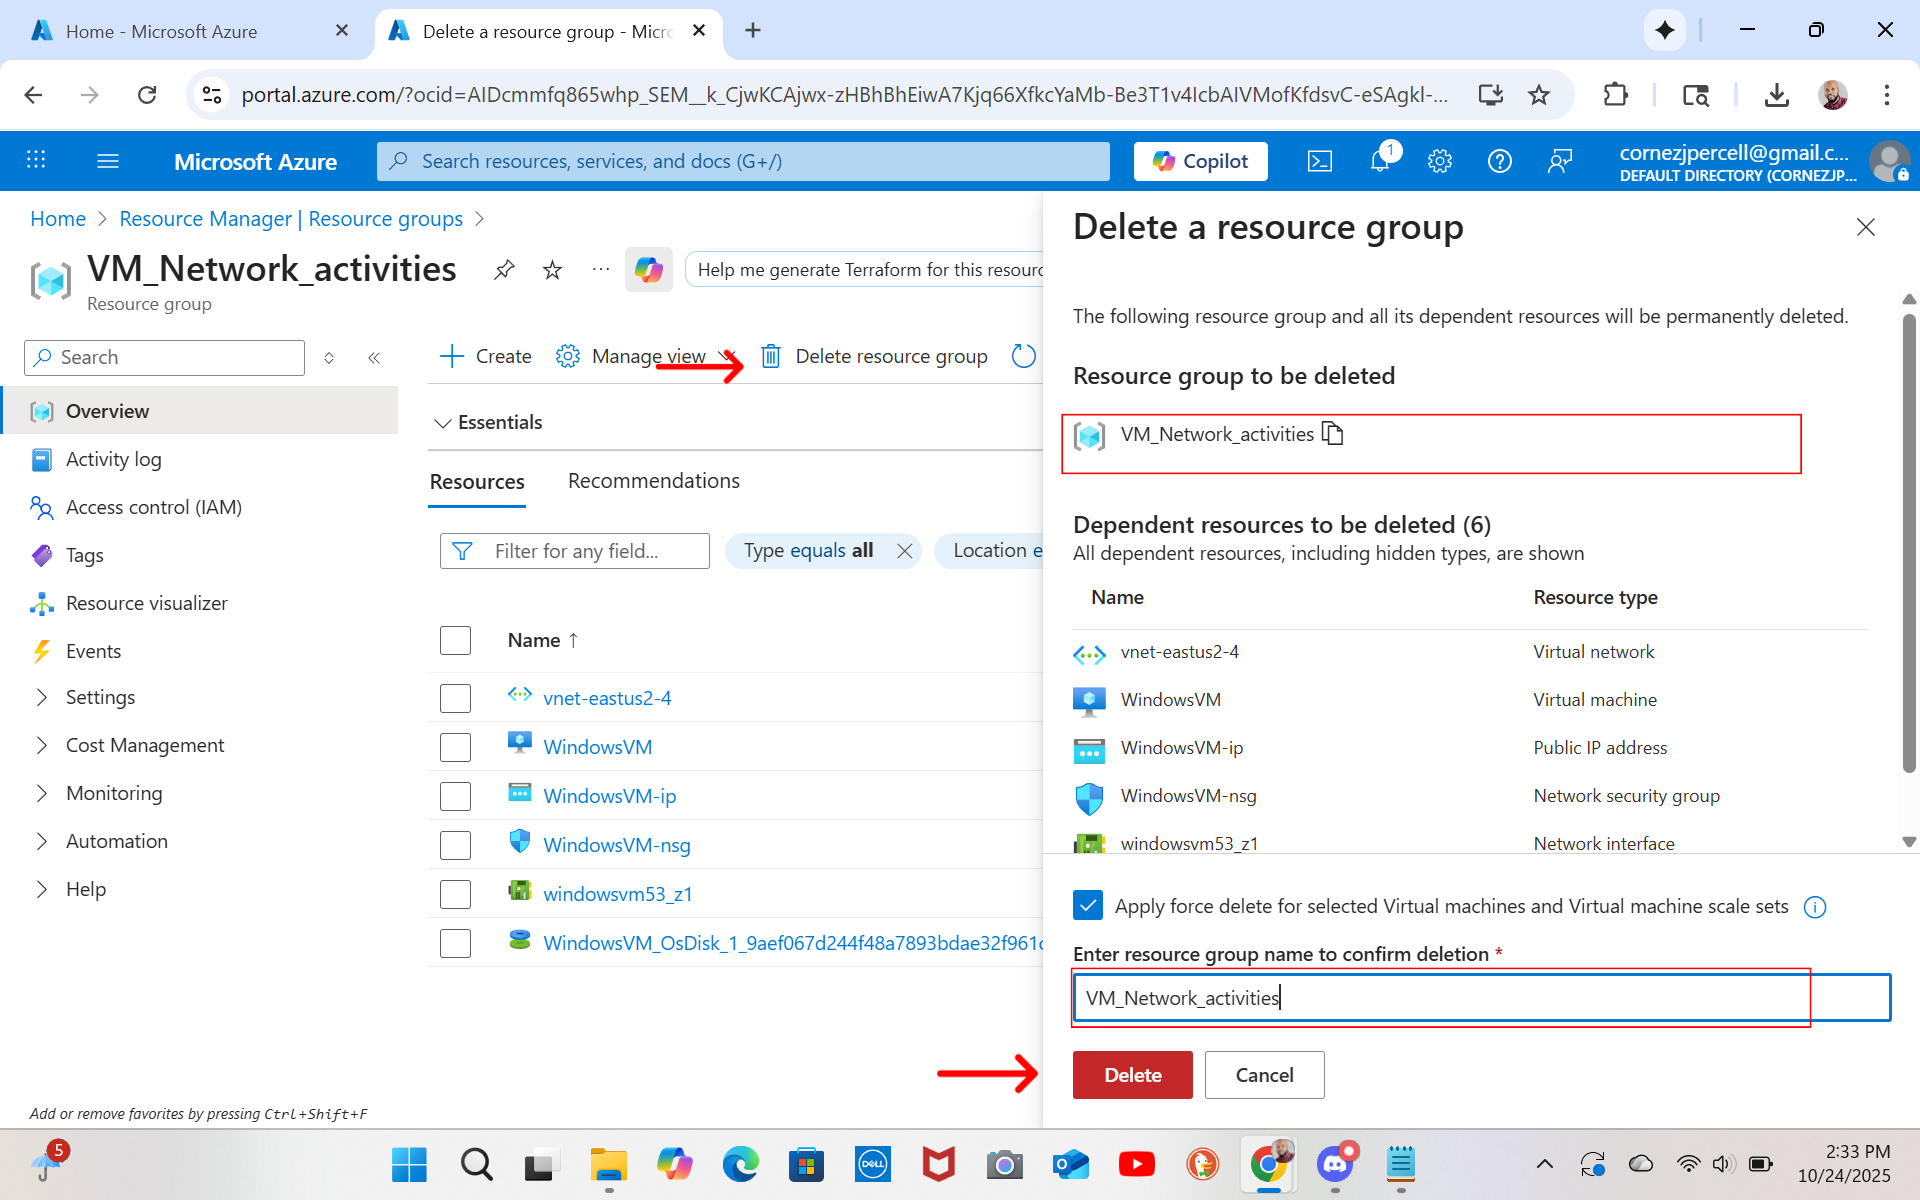 Home - Microsoft Azure
Delete a resource group - Micro
portal.azure.com/?ocid=AIDcmmfq865whp_SEM__k_CjwKCAjwx-zHBhBhEiwA7Kjq66XfkcYaMb-Be3T1v4IcbAIVMofKfdsvC-eSAgkI-...
Microsoft Azure
Search resources, services, and docs (G+/)
Copilot
1
cornezjpercell@gmail.c...
DEFAULT DIRECTORY (CORNEZJP...
Home > Resource Manager | Resource groups >
VM_Network_activities
Resource group
Help me generate Terraform for this resourc
Search
Overview
Activity log
Access control (IAM)
Tags
Resource visualizer
Events
Settings
Cost Management
Monitoring
Automation
Help
Add or remove favorites by pressing Ctrl+Shift+F
Create
Manage view
Delete resource group
Essentials
Resources
Recommendations
Filter for any field...
Type equals all
Location e
Name ↑
vnet-eastus2-4
WindowsVM
WindowsVM-ip
WindowsVM-nsg
windowsvm53_z1
WindowsVM_OsDisk_1_9aef067d244f48a7893bdae32f961c
Delete a resource group
The following resource group and all its dependent resources will be permanently deleted.
Resource group to be deleted
VM_Network_activities
Dependent resources to be deleted (6)
All dependent resources, including hidden types, are shown
Name Resource type
vnet-eastus2-4 Virtual network
WindowsVM Virtual machine
WindowsVM-ip Public IP address
WindowsVM-nsg Network security group
windowsvm53_z1 Network interface
Apply force delete for selected Virtual machines and Virtual machine scale sets
Enter resource group name to confirm deletion *
VM_Network_activities
Delete
Cancel
5
DELL
2:33 PM
10/24/2025